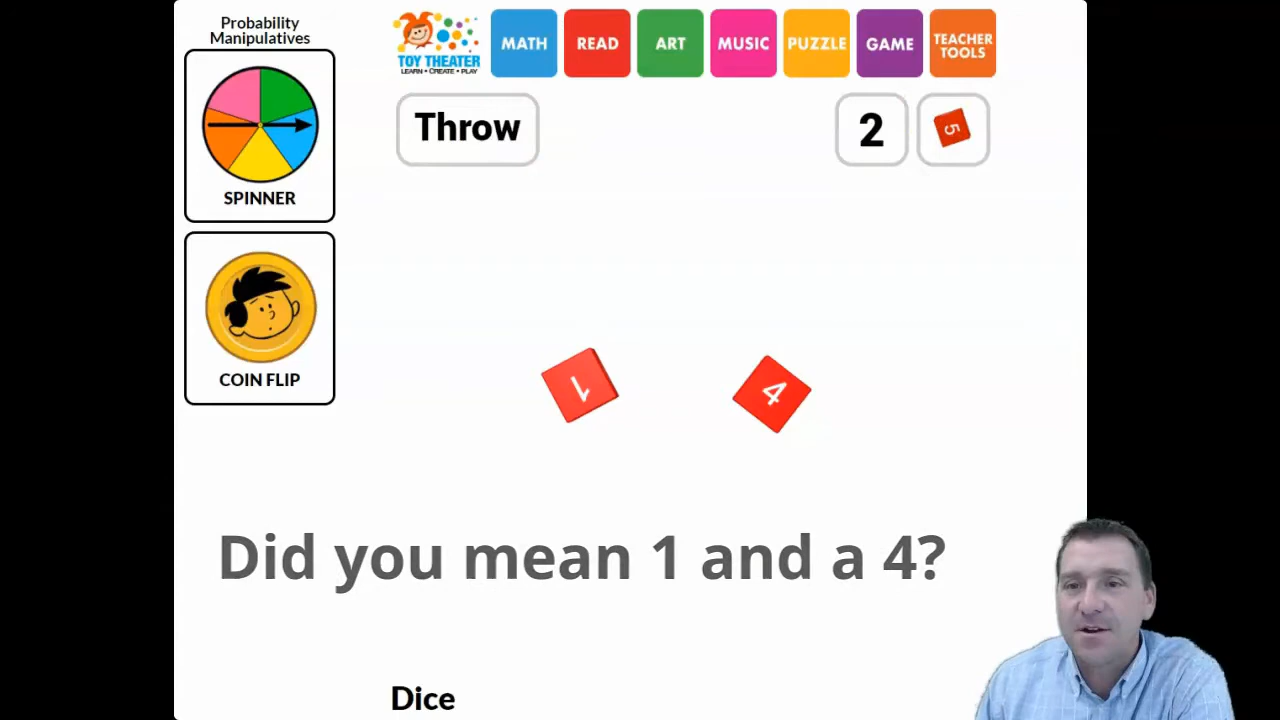 Probability
Manipulatives
SPINNER
COIN FLIP
TOY THEATER
LEARN • CREATE • PLAY
MATH
READ
ART
MUSIC
PUZZLE
GAME
TEACHER
TOOLS
Throw
2
5
1
4
Did you mean 1 and a 4?
Dice